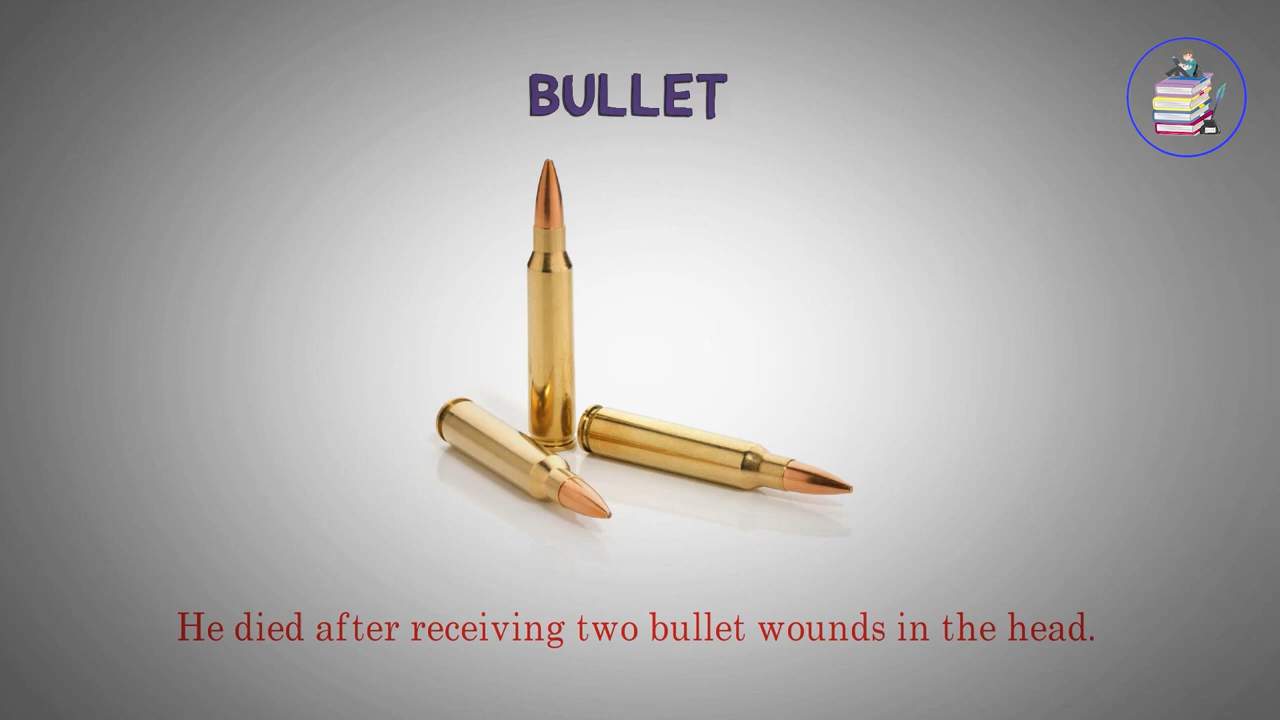 BULLET
He died after receiving two bullet wounds in the head.